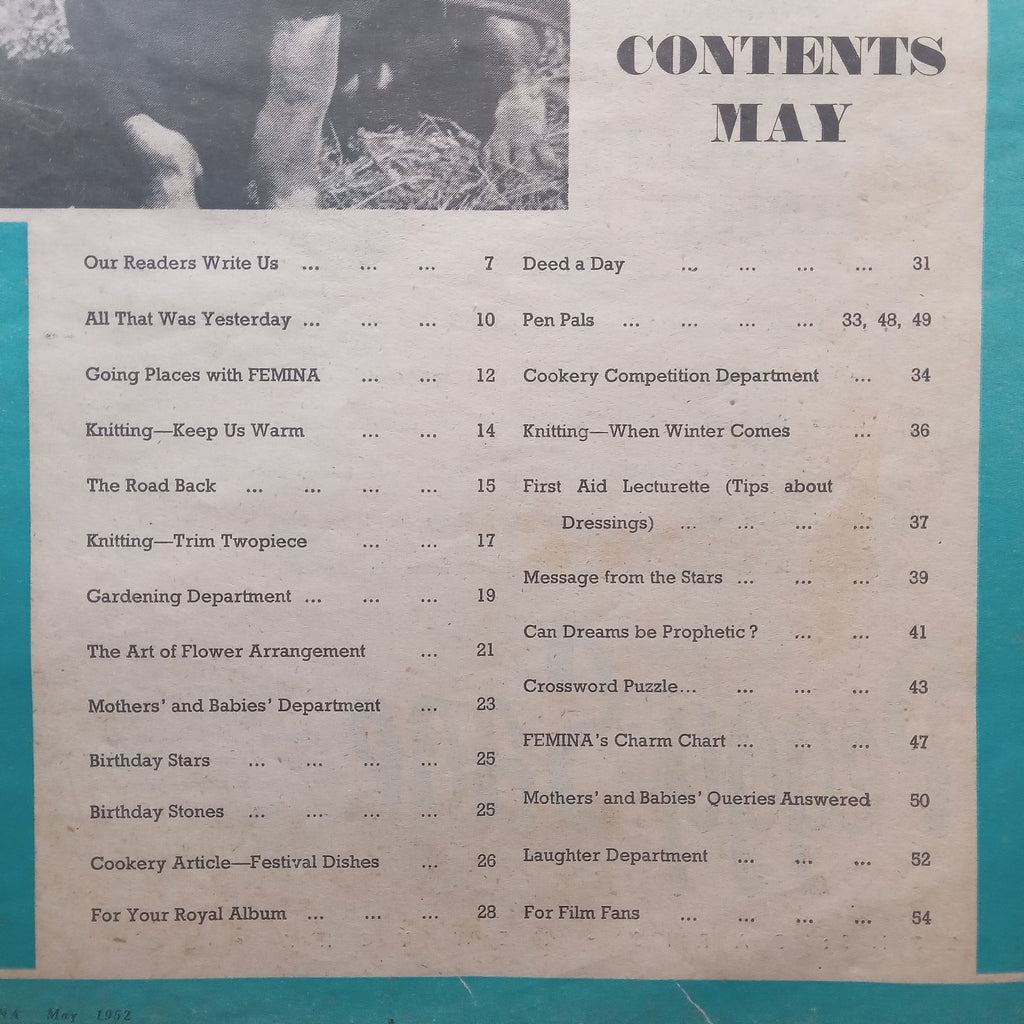 CONTENTS
MAY
Our Readers Write Us ... ... ... 7
All That Was Yesterday ... ... ... 10
Going Places with FEMINA ... ... 12
Knitting—Keep Us Warm ... ... 14
The Road Back ... ... ... ... 15
Knitting—Trim Twopiece ... ... 17
Gardening Department ... ... ... 19
The Art of Flower Arrangement ... 21
Mothers' and Babies' Department ... 23
Birthday Stars ... ... ... ... 25
Birthday Stones ... ... ... ... 25
Cookery Article—Festival Dishes ... 26
For Your Royal Album ... ... ... 28
Deed a Day ... ... ... ... 31
Pen Pals ... ... ... ... 33, 48, 49
Cookery Competition Department ... 34
Knitting—When Winter Comes ... 36
First Aid Lecturette (Tips about
Dressings) ... ... ... ... 37
Message from the Stars ... ... ... 39
Can Dreams be Prophetic? ... ... 41
Crossword Puzzle... ... ... ... 43
FEMINA's Charm Chart ... ... ... 47
Mothers' and Babies' Queries Answered 50
Laughter Department ... ... ... 52
For Film Fans ... ... ... ... 54
NA May 1952